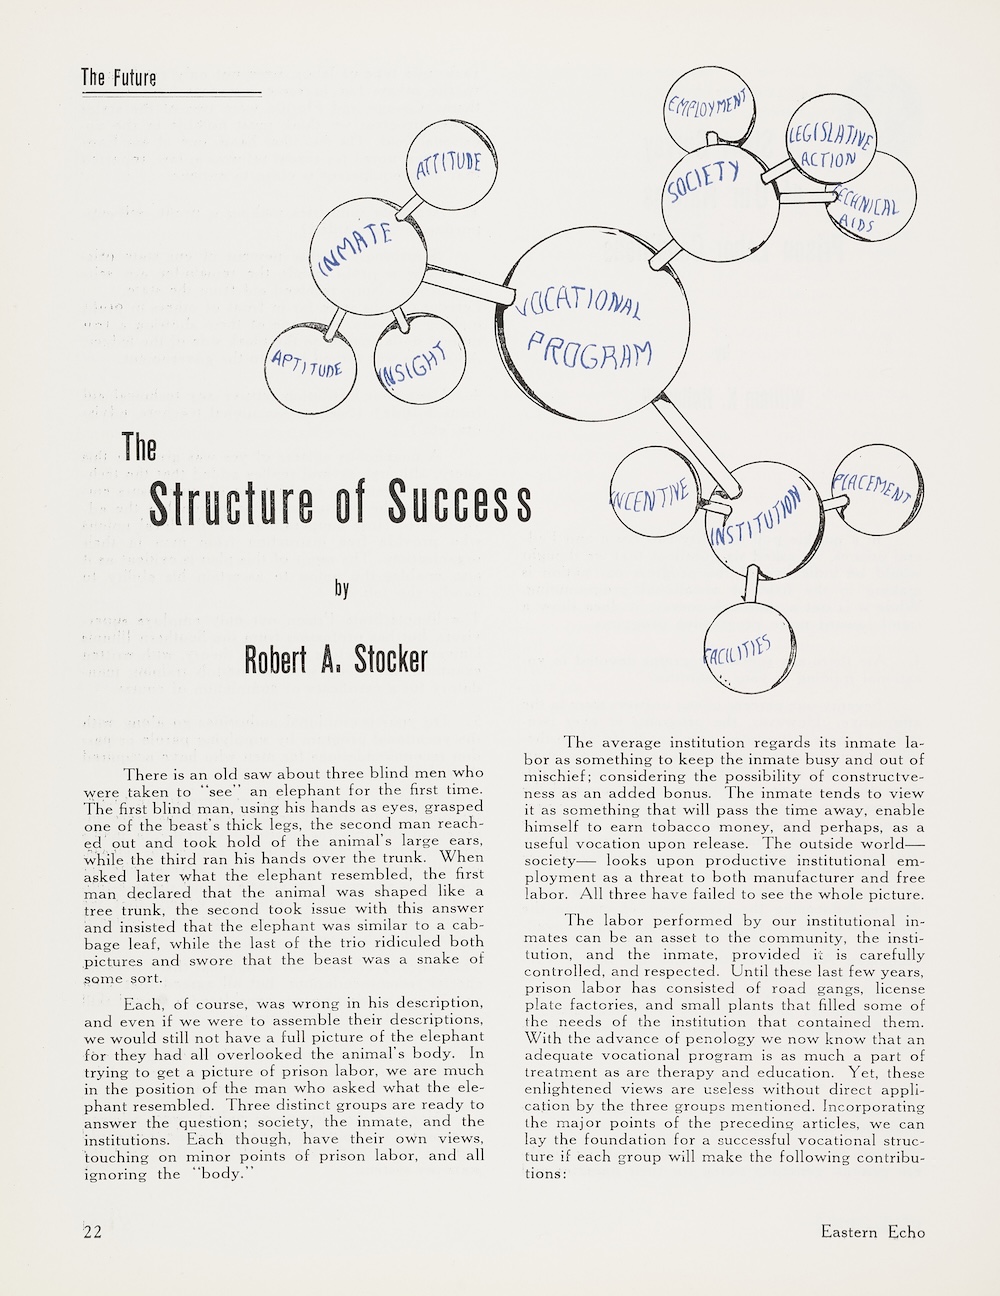 The Future
EMPLOYMENT
LEGISLATIVE
ACTION
TECHNICAL
AIDS
SOCIETY
ATTITUDE
INMATE
APTITUDE
INSIGHT
VOCATIONAL
PROGRAM
INCENTIVE
INSTITUTION
PLACEMENT
FACILITIES
The
Structure of Success
by
Robert A. Stocker
There is an old saw about three blind men who
were taken to "see" an elephant for the first time.
The first blind man, using his hands as eyes, grasped
one of the beast's thick legs, the second man reach-
ed out and took hold of the animal's large ears,
while the third ran his hands over the trunk. When
asked later what the elephant resembled, the first
man declared that the animal was shaped like a
tree trunk, the second took issue with this answer
and insisted that the elephant was similar to a cab-
bage leaf, while the last of the trio ridiculed both
pictures and swore that the beast was a snake of
some sort.
Each, of course, was wrong in his description,
and even if we were to assemble their descriptions,
we would still not have a full picture of the elephant
for they had all overlooked the animal's body. In
trying to get a picture of prison labor, we are much
in the position of the man who asked what the ele-
phant resembled. Three distinct groups are ready to
answer the question; society, the inmate, and the
institutions. Each though, have their own views,
touching on minor points of prison labor, and all
ignoring the "body."
The average institution regards its inmate la-
bor as something to keep the inmate busy and out of
mischief; considering the possibility of constructve-
ness as an added bonus. The inmate tends to view
it as something that will pass the time away, enable
himself to earn tobacco money, and perhaps, as a
useful vocation upon release. The outside world—
society— looks upon productive institutional em-
ployment as a threat to both manufacturer and free
labor. All three have failed to see the whole picture.
The labor performed by our institutional in-
mates can be an asset to the community, the insti-
tution, and the inmate, provided it is carefully
controlled, and respected. Until these last few years,
prison labor has consisted of road gangs, license
plate factories, and small plants that filled some of
the needs of the institution that contained them.
With the advance of penology we now know that an
adequate vocational program is as much a part of
treatment as are therapy and education. Yet, these
enlightened views are useless without direct appli-
cation by the three groups mentioned. Incorporating
the major points of the preceding articles, we can
lay the foundation for a successful vocational struc-
ture if each group will make the following contribu-
tions:
22
Eastern Echo